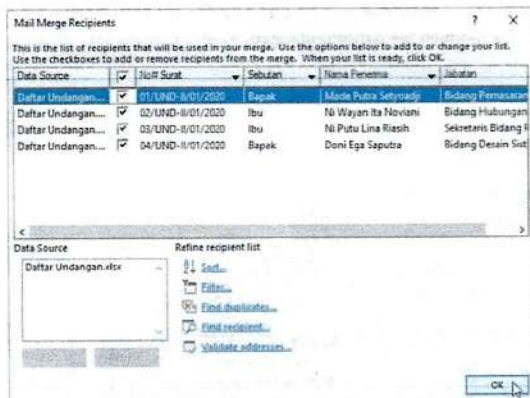 Mail Merge Recipients ? X
This is the list of recipients that will be used in your merge. Use the options below to add to or change your list.
Use the checkboxes to add or remove recipients from the merge. When your list is ready, click OK.
Data Source No# Surat Sebutan Nama Penerima Jabatan
Daftar Undangan.... 01/UND-II/01/2020 Bapak Made Putra Setyoadji Bidang Pemasaran
Daftar Undangan.... 02/UND-II/01/2020 Ibu Ni Wayan Ita Noviani Bidang Hubungan
Daftar Undangan.... 03/UND-II/01/2020 Ibu Ni Putu Lina Riasih Sekretaris Bidang
Daftar Undangan.... 04/UND-II/01/2020 Bapak Doni Ega Saputra Bidang Desain Sist
Data Source Refine recipient list
Daftar Undangan.xlsx
Sort...
Filter...
Find duplicates...
Find recipient...
Validate addresses...
OK